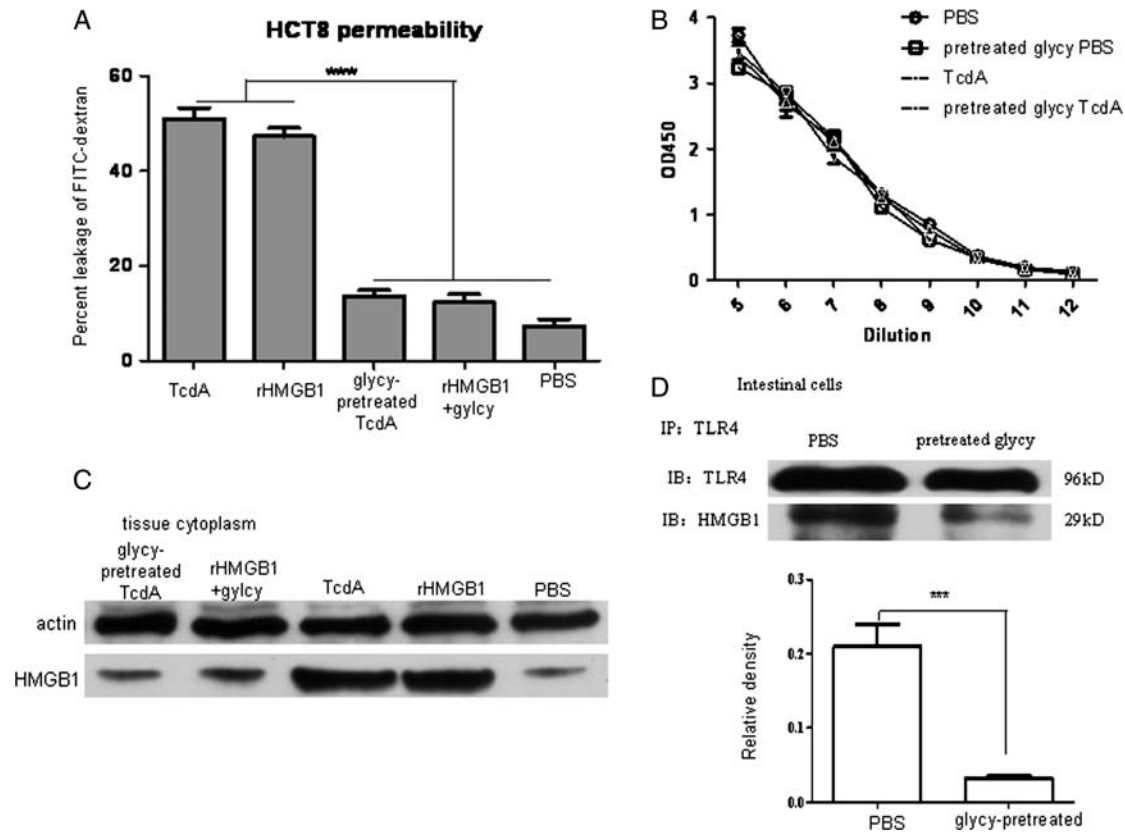 A
HCT8 permeability
Percent leakage of FITC-dextran
60
40
20
0
***
TcdA
rHMGB1
glycy-
pretreated
TcdA
rHMGB1
+gylcy
PBS
B
OD450
4
3
2
1
0
5
6
7
8
9
10
11
12
Dilution
PBS
pretreated glycy PBS
TcdA
pretreated glycy TcdA
C
tissue cytoplasm
glycy-
pretreated
TcdA
rHMGB1
+gylcy
TcdA
rHMGB1
PBS
actin
HMGB1
D
Intestinal cells
IP: TLR4
PBS
pretreated glycy
IB: TLR4
96kD
IB: HMGB1
29kD
Relative density
0.3
0.2
0.1
0.0
***
PBS
glycy-pretreated